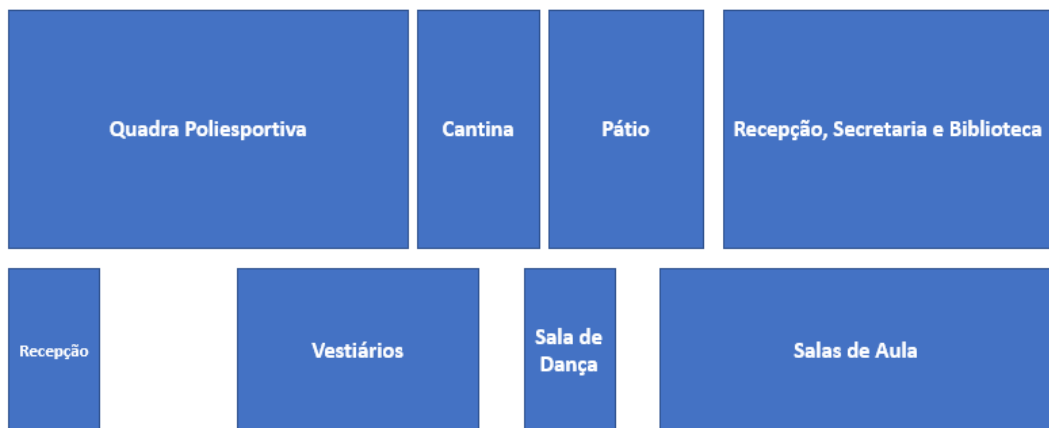 Quadra Poliesportiva
Cantina
Pátio
Recepção, Secretaria e Biblioteca
Recepção
Vestiários
Sala de
Dança
Salas de Aula